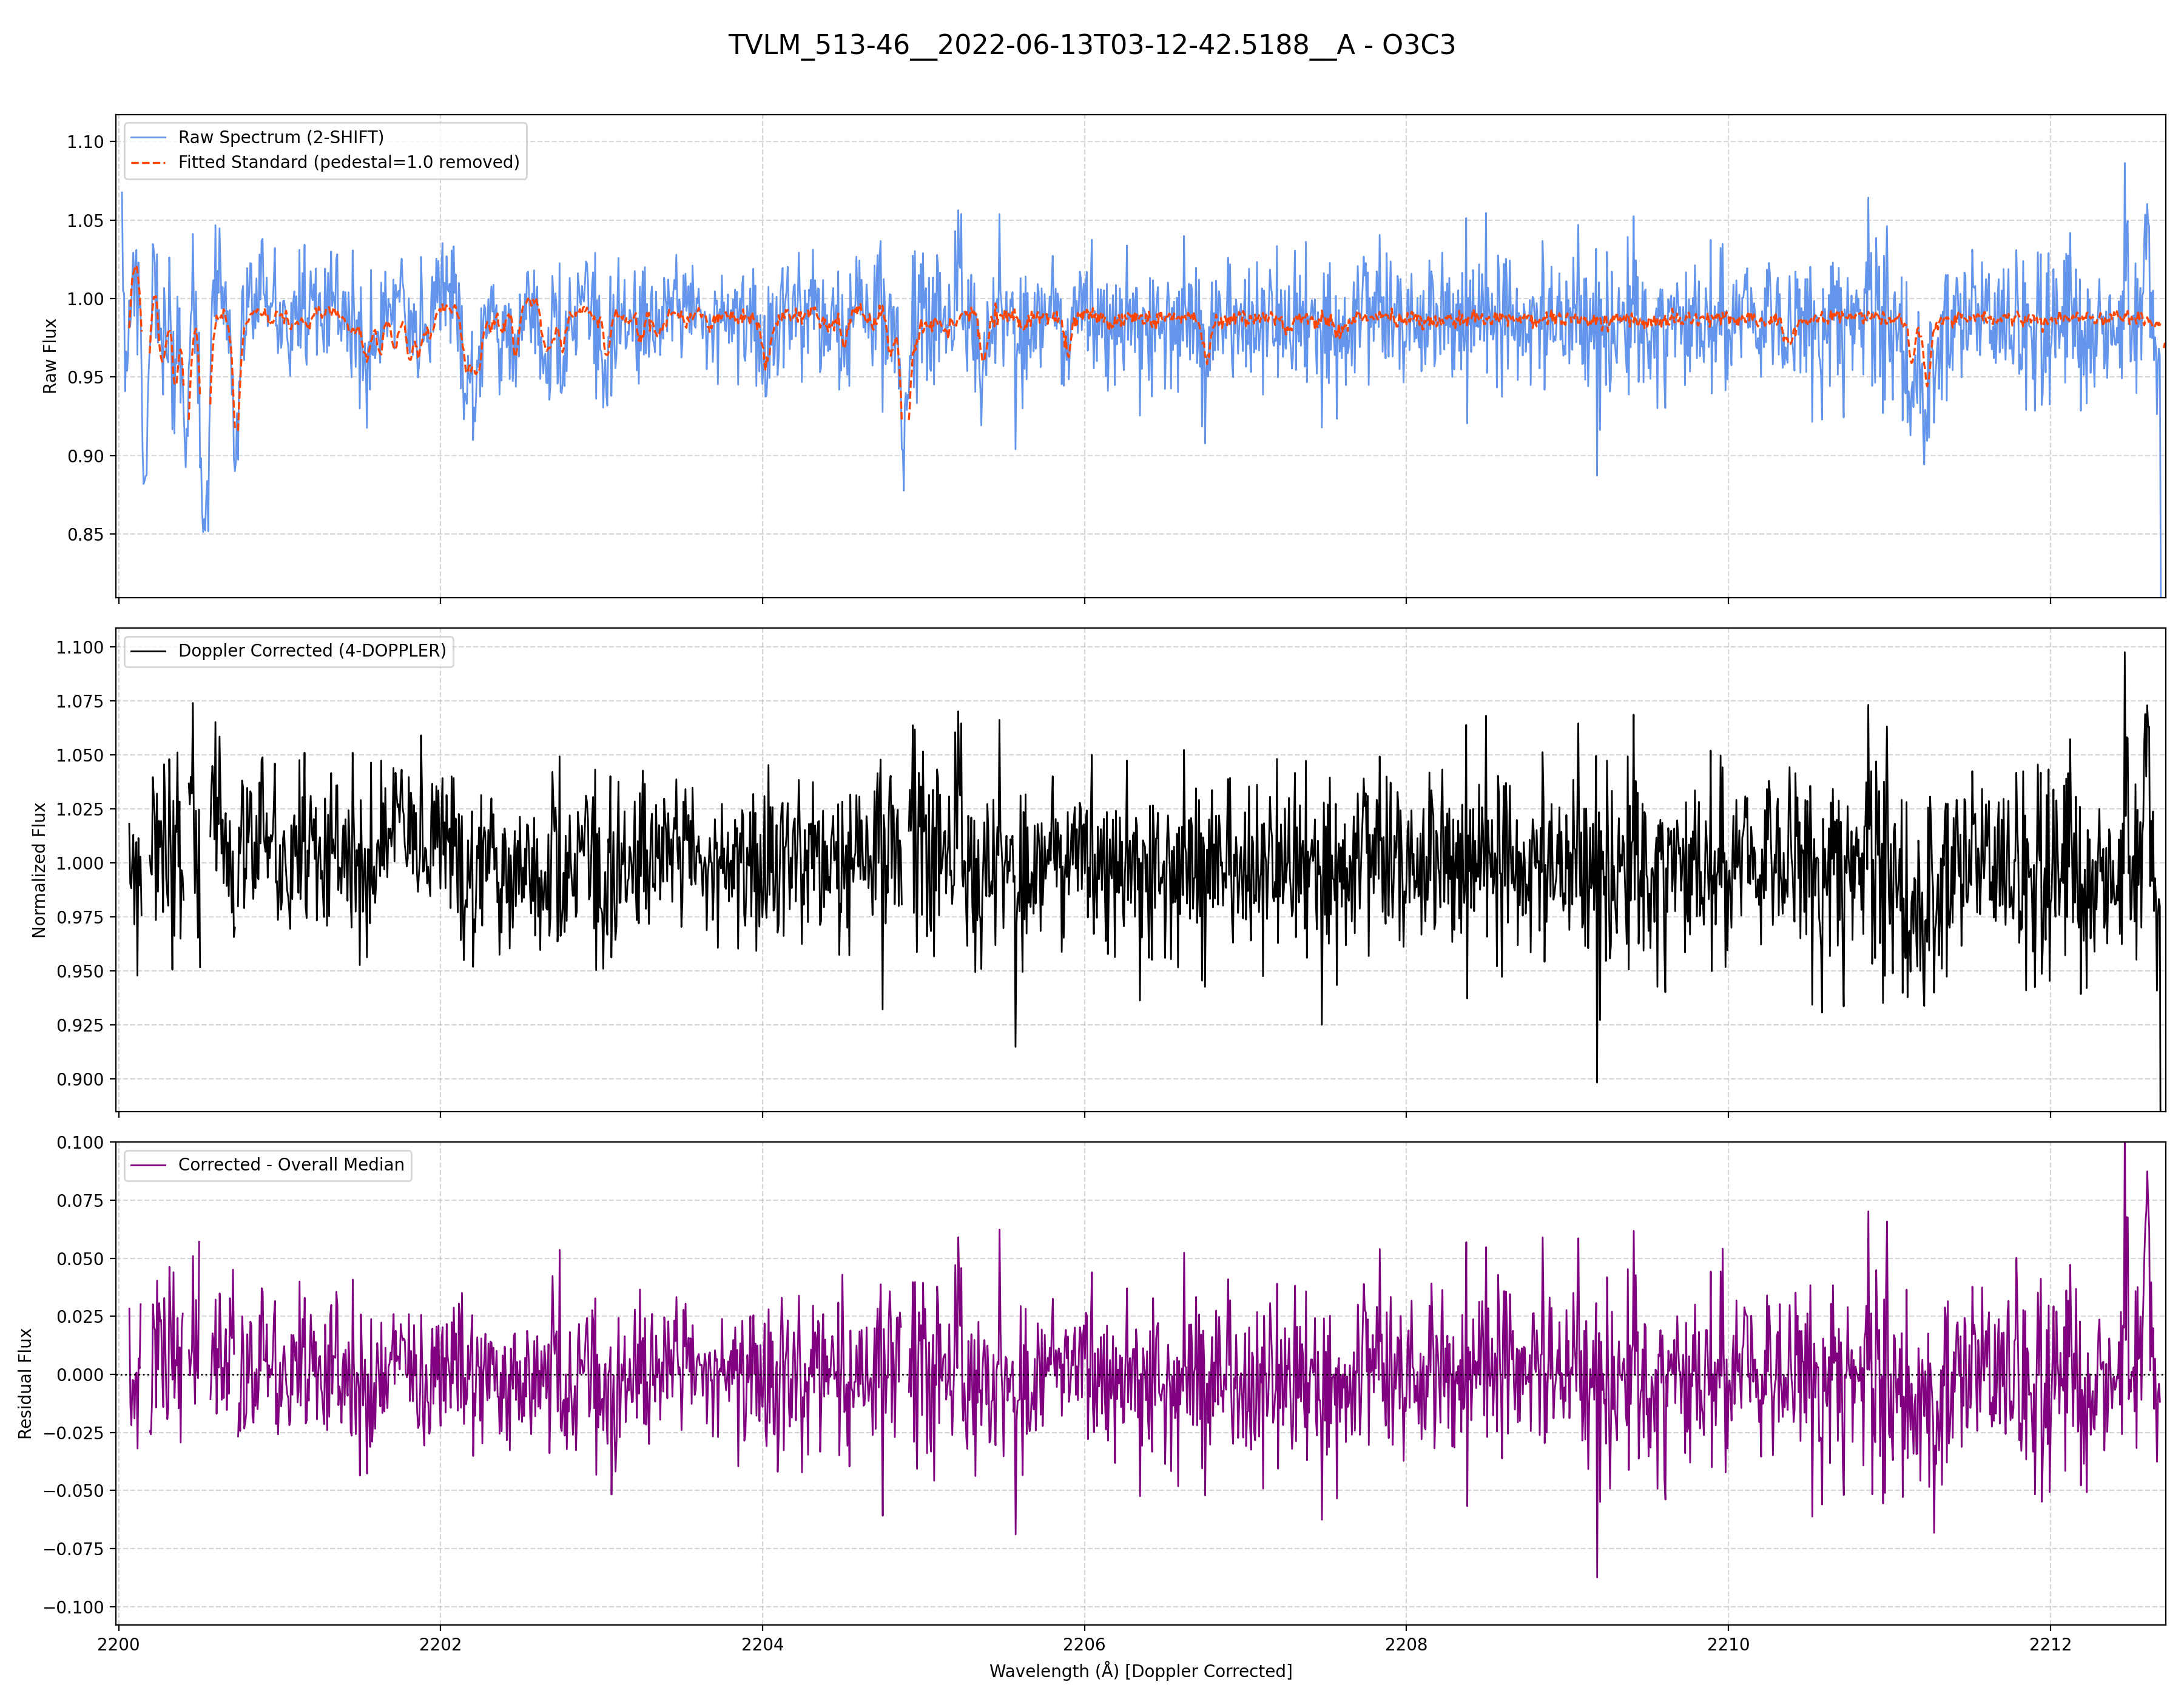 TVLM_513-46__2022-06-13T03-12-42.5188__A - O3C3
Raw Spectrum (2-SHIFT)
Fitted Standard (pedestal=1.0 removed)
Raw Flux
1.10
1.05
1.00
0.95
0.90
0.85
Doppler Corrected (4-DOPPLER)
Normalized Flux
1.100
1.075
1.050
1.025
1.000
0.975
0.950
0.925
0.900
Corrected - Overall Median
Residual Flux
0.100
0.075
0.050
0.025
0.000
−0.025
−0.050
−0.075
−0.100
2200 2202 2204 2206 2208 2210 2212
Wavelength (Å) [Doppler Corrected]